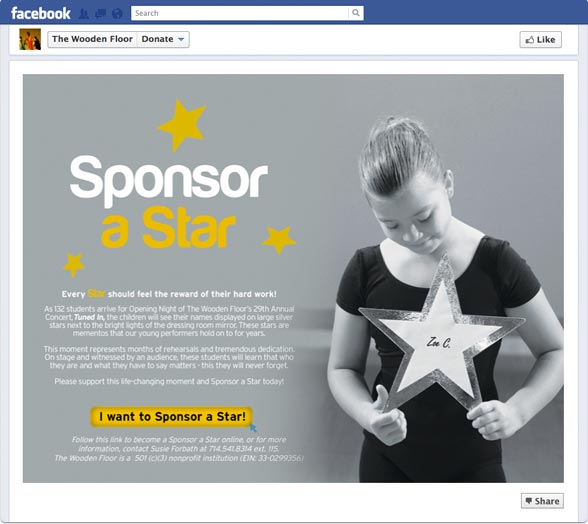 facebook
Search
The Wooden Floor Donate
Like
Sponsor
a Star
Every Star should feel the reward of their hard work!
As 132 students arrive for Opening Night of The Wooden Floor's 29th Annual
Concert, Tuned In, the children will see their names displayed on large silver
stars next to the bright lights of the dressing room mirror. These stars are
mementos that our young performers hold on to for years.
This moment represents months of rehearsals and tremendous dedication.
On stage and witnessed by an audience, these students will learn that who
they are and what they have to say matters - this they will never forget.
Please support this life-changing moment and Sponsor a Star today!
I want to Sponsor a Star!
Follow this link to become a Sponsor a Star online, or for more
information, contact Susie Forbath at 714.541.8314 ext. 115.
The Wooden Floor is a 501 (c)(3) nonprofit institution (EIN: 33-0299356)
Zoe C.
Share